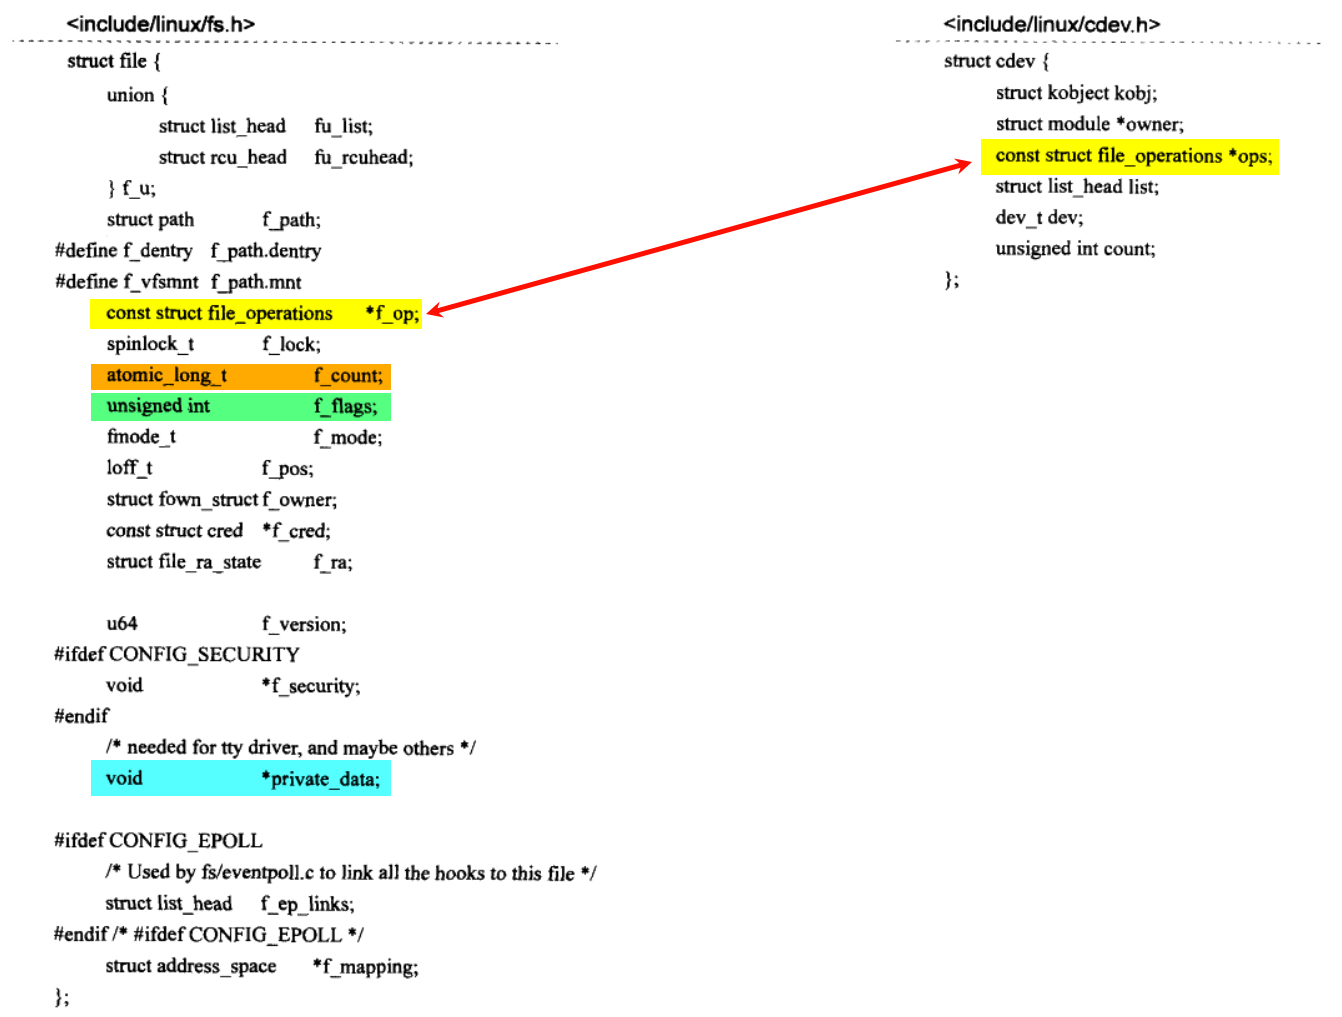 <include/linux/fs.h>
struct file {
union {
struct list_head fu_list;
struct rcu_head fu_rcuhead;
} f_u;
struct path f_path;
#define f_dentry f_path.dentry
#define f_vfsmnt f_path.mnt
const struct file_operations *f_op;
spinlock_t f_lock;
atomic_long_t f_count;
unsigned int f_flags;
fmode_t f_mode;
loff_t f_pos;
struct fown_struct f_owner;
const struct cred *f_cred;
struct file_ra_state f_ra;
u64 f_version;
#ifdef CONFIG_SECURITY
void *f_security;
#endif
/* needed for tty driver, and maybe others */
void *private_data;
#ifdef CONFIG_EPOLL
/* Used by fs/eventpoll.c to link all the hooks to this file */
struct list_head f_ep_links;
#endif /* #ifdef CONFIG_EPOLL */
struct address_space *f_mapping;
};
<include/linux/cdev.h>
struct cdev {
struct kobject kobj;
struct module *owner;
const struct file_operations *ops;
struct list_head list;
dev_t dev;
unsigned int count;
};